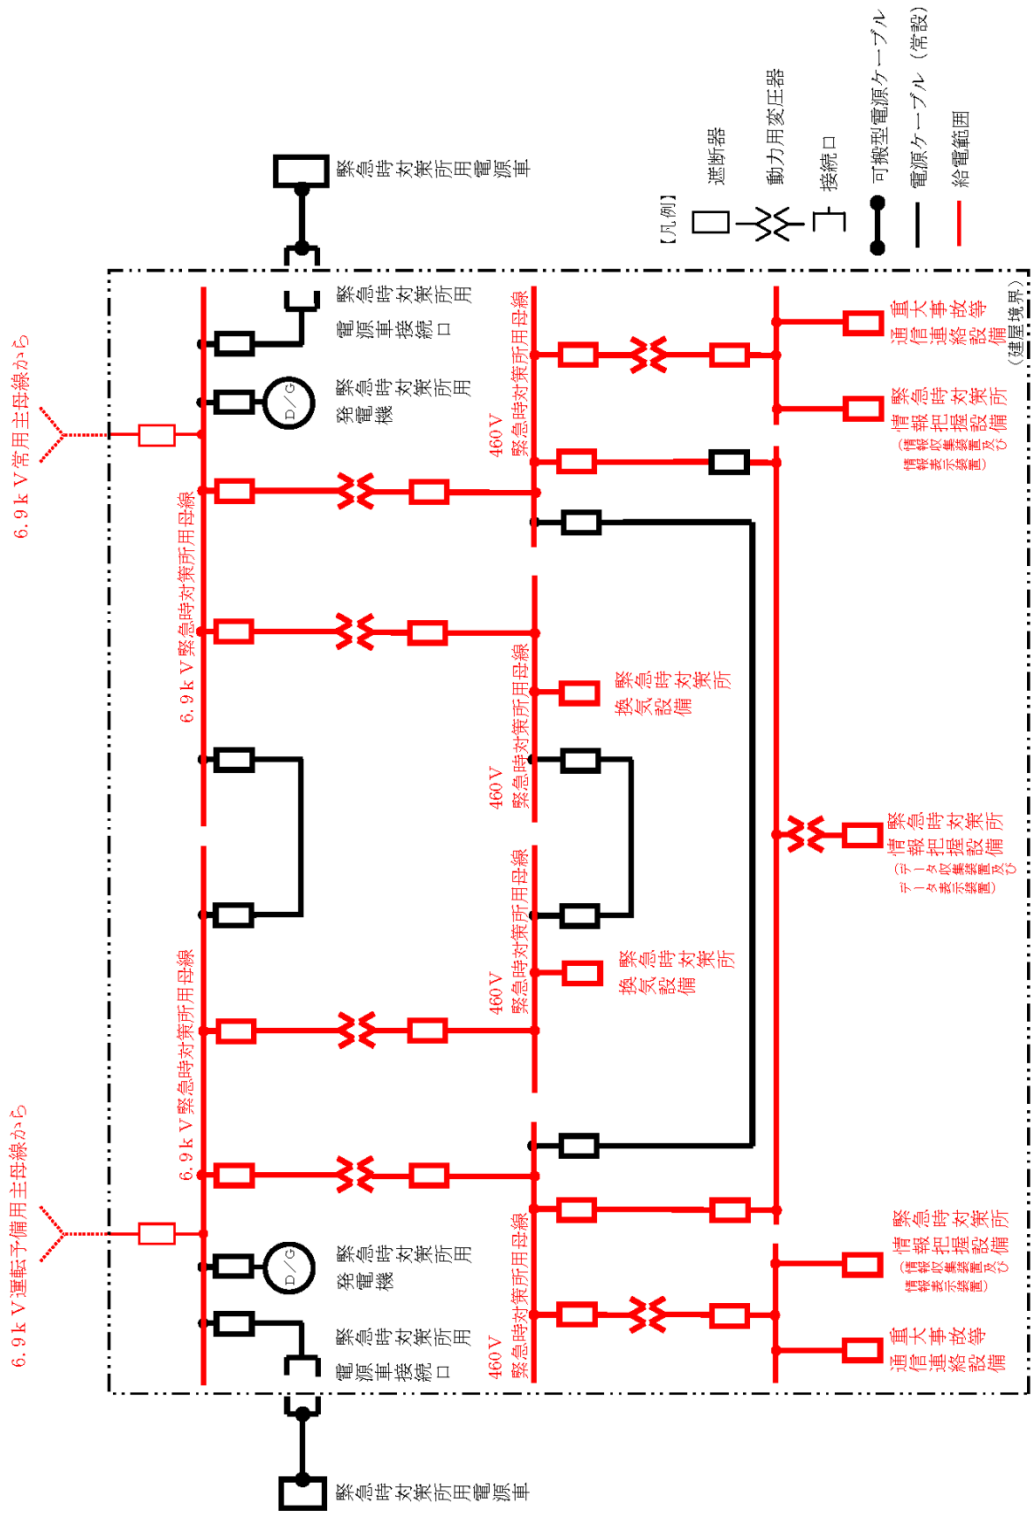 6.9ｋＶ運転予備用主母線から
6.9ｋＶ常用主母線から
6.9ｋＶ緊急時対策所用母線
6.9ｋＶ緊急時対策所用母線
緊急時対策所用電源車
緊急時対策所用
電源車接続口
緊急時対策所用
発電機
D/G
緊急時対策所用
発電機
D/G
緊急時対策所用
電源車接続口
緊急時対策所用電源車
460Ｖ
緊急時対策所用母線
460Ｖ
緊急時対策所用母線
460Ｖ
緊急時対策所用母線
460Ｖ
緊急時対策所用母線
緊急時対策所
換気設備
緊急時対策所
換気設備
重大事故等
通信連絡設備
緊急時対策所
情報把握設備
（情報収集装置及び
情報表示装置）
緊急時対策所
情報把握設備
（データ収集装置及び
データ表示装置）
緊急時対策所
情報把握設備
（情報収集装置及び
情報表示装置）
重大事故等
通信連絡設備
（建屋境界）
【凡例】
遮断器
動力用変圧器
接続口
可搬型電源ケーブル
電源ケーブル（常設）
給電範囲